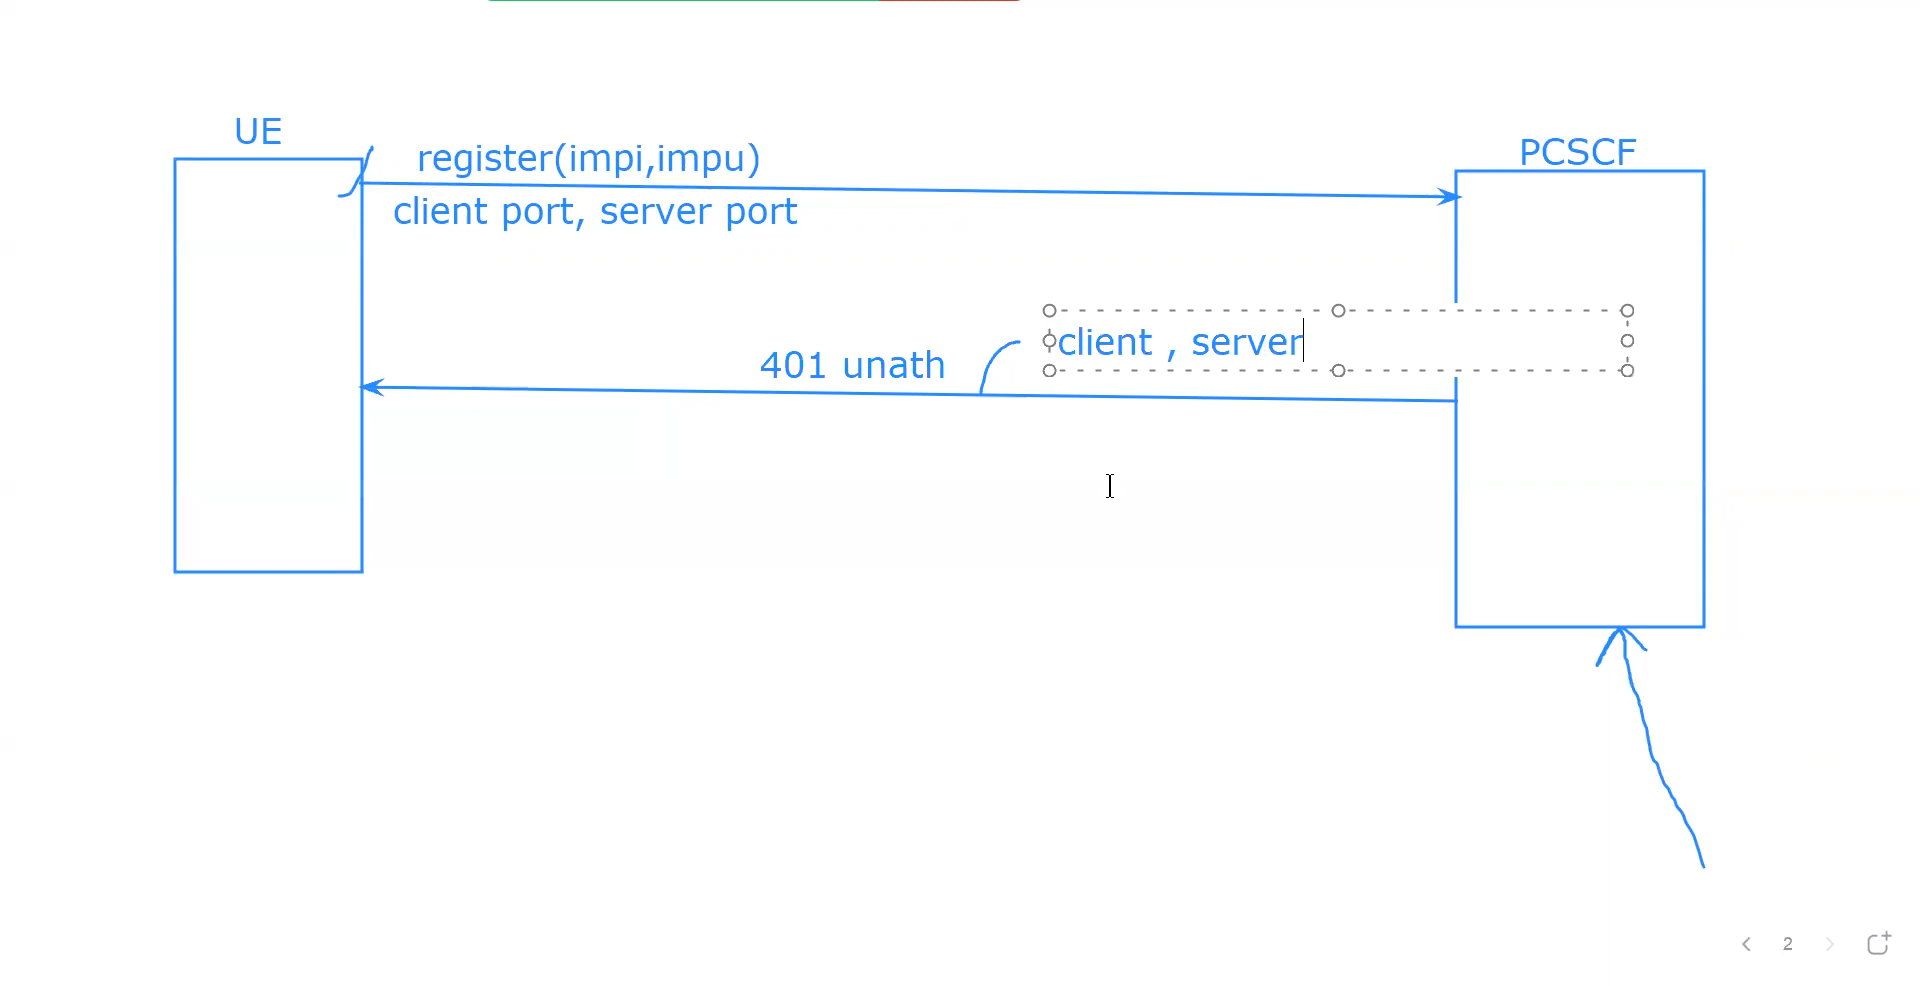 UE
PCSCF
register(impi,impu)
client port, server port
client , server
401 unath
2